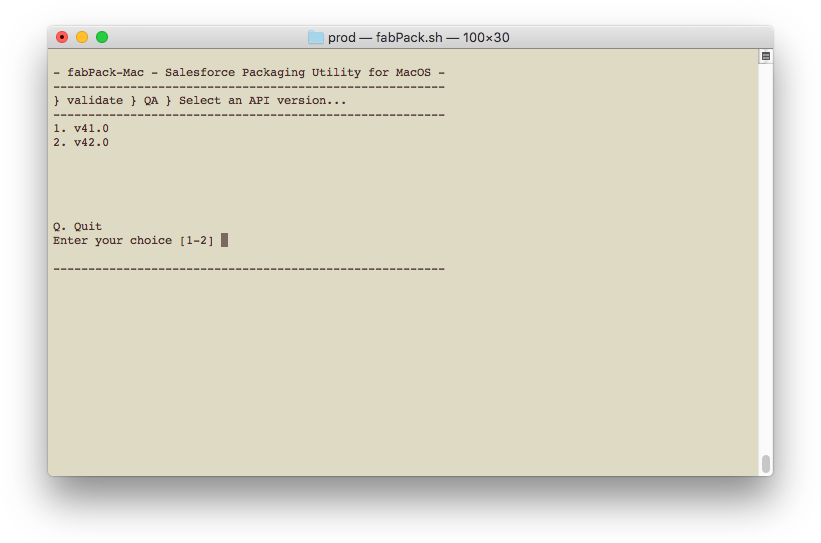 prod — fabPack.sh — 100×30
- fabPack-Mac - Salesforce Packaging Utility for MacOS -
--------------------------------------------------------
} validate } QA } Select an API version...
--------------------------------------------------------
1. v41.0
2. v42.0
Q. Quit
Enter your choice [1-2]
--------------------------------------------------------